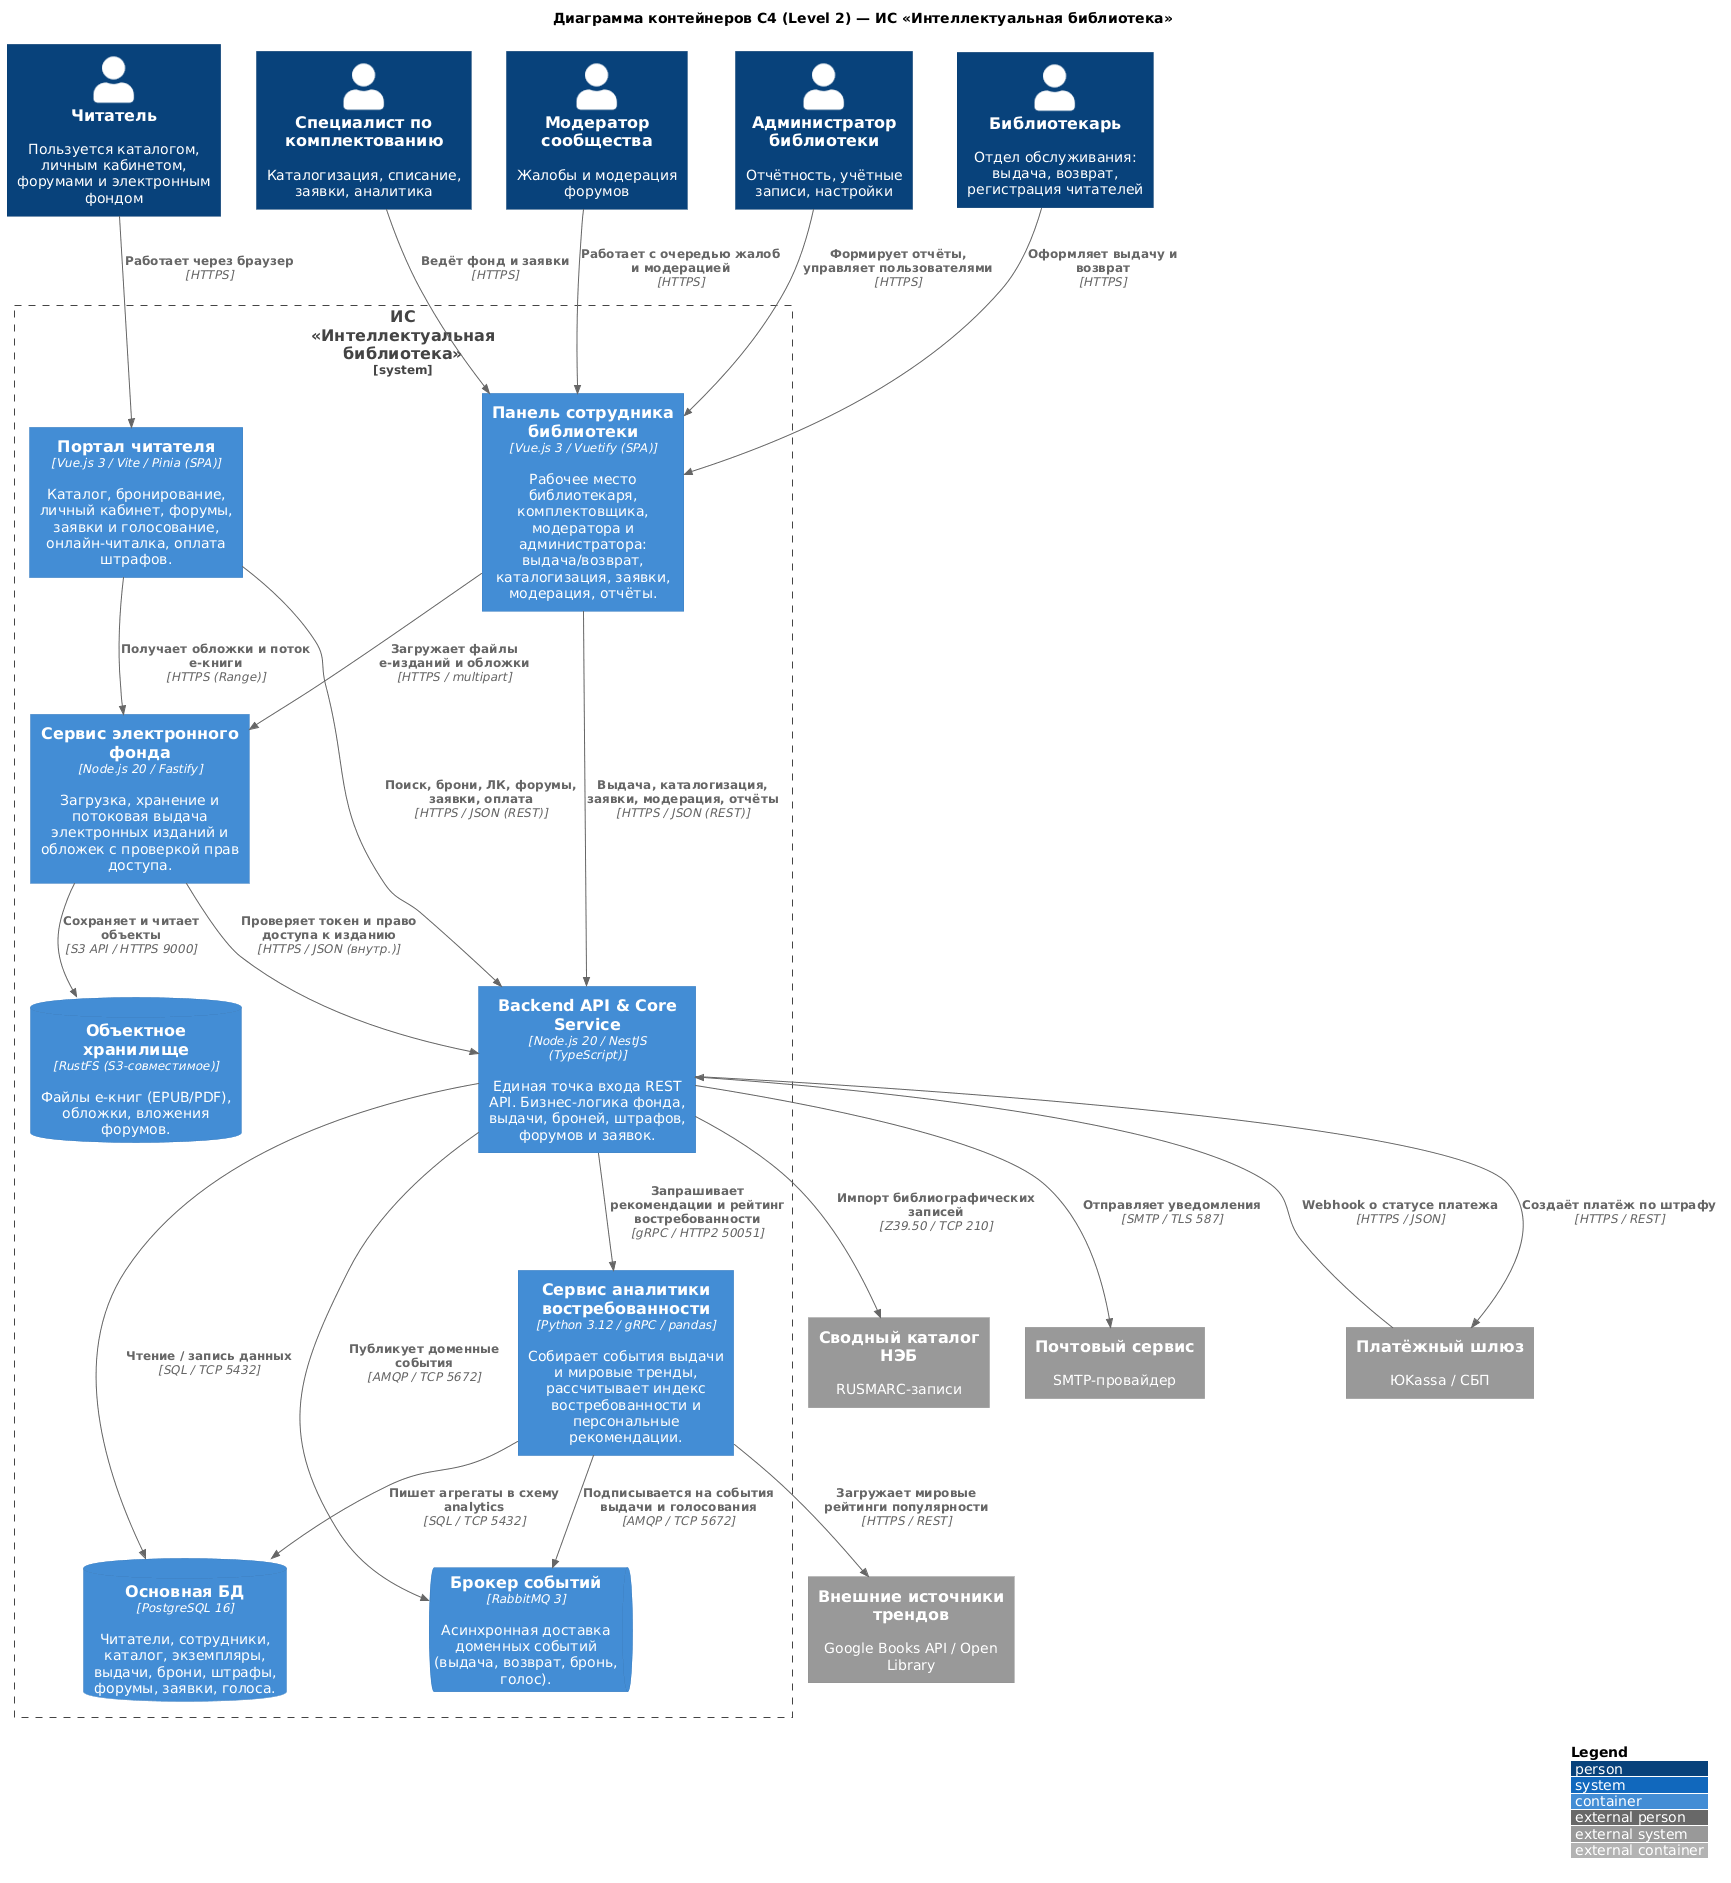 Диаграмма контейнеров C4 (Level 2) — ИС «Интеллектуальная библиотека»
Читатель
Пользуется каталогом,
личным кабинетом,
форумами и электронным
фондом
Специалист по
комплектованию
Каталогизация, списание,
заявки, аналитика
Модератор
сообщества
Жалобы и модерация
форумов
Администратор
библиотеки
Отчётность, учётные
записи, настройки
Библиотекарь
Отдел обслуживания:
выдача, возврат,
регистрация читателей
Работает через браузер
[HTTPS]
Ведёт фонд и заявки
[HTTPS]
Работает с очередью жалоб
и модерацией
[HTTPS]
Формирует отчёты,
управляет пользователями
[HTTPS]
Оформляет выдачу и
возврат
[HTTPS]
ИС
«Интеллектуальная
библиотека»
[system]
Портал читателя
[Vue.js 3 / Vite / Pinia (SPA)]
Каталог, бронирование,
личный кабинет, форумы,
заявки и голосование,
онлайн-читалка, оплата
штрафов.
Панель сотрудника
библиотеки
[Vue.js 3 / Vuetify (SPA)]
Рабочее место
библиотекаря,
комплектовщика,
модератора и
администратора:
выдача/возврат,
каталогизация, заявки,
модерация, отчёты.
Получает обложки и поток
е-книги
[HTTPS (Range)]
Загружает файлы
е-изданий и обложки
[HTTPS / multipart]
Сервис электронного
фонда
[Node.js 20 / Fastify]
Загрузка, хранение и
потоковая выдача
электронных изданий и
обложек с проверкой прав
доступа.
Поиск, брони, ЛК, форумы,
заявки, оплата
[HTTPS / JSON (REST)]
Выдача, каталогизация,
заявки, модерация, отчёты
[HTTPS / JSON (REST)]
Сохраняет и читает
объекты
[S3 API / HTTPS 9000]
Проверяет токен и право
доступа к изданию
[HTTPS / JSON (внутр.)]
Объектное
хранилище
[RustFS (S3-совместимое)]
Файлы е-книг (EPUB/PDF),
обложки, вложения
форумов.
Backend API & Core
Service
[Node.js 20 / NestJS
(TypeScript)]
Единая точка входа REST
API. Бизнес-логика фонда,
выдачи, броней, штрафов,
форумов и заявок.
Запрашивает
рекомендации и рейтинг
востребованности
[gRPC / HTTP2 50051]
Импорт библиографических
записей
[Z39.50 / TCP 210]
Отправляет уведомления
[SMTP / TLS 587]
Webhook о статусе платежа
[HTTPS / JSON]
Создаёт платёж по штрафу
[HTTPS / REST]
Чтение / запись данных
[SQL / TCP 5432]
Публикует доменные
события
[AMQP / TCP 5672]
Сервис аналитики
востребованности
[Python 3.12 / gRPC / pandas]
Собирает события выдачи
и мировые тренды,
рассчитывает индекс
востребованности и
персональные
рекомендации.
Сводный каталог
НЭБ
RUSMARC-записи
Почтовый сервис
SMTP-провайдер
Платёжный шлюз
ЮKassa / СБП
Пишет агрегаты в схему
analytics
[SQL / TCP 5432]
Подписывается на события
выдачи и голосования
[AMQP / TCP 5672]
Загружает мировые
рейтинги популярности
[HTTPS / REST]
Основная БД
[PostgreSQL 16]
Читатели, сотрудники,
каталог, экземпляры,
выдачи, брони, штрафы,
форумы, заявки, голоса.
Брокер событий
[RabbitMQ 3]
Асинхронная доставка
доменных событий
(выдача, возврат, бронь,
голос).
Внешние источники
трендов
Google Books API / Open
Library
Legend
person
system
container
external person
external system
external container